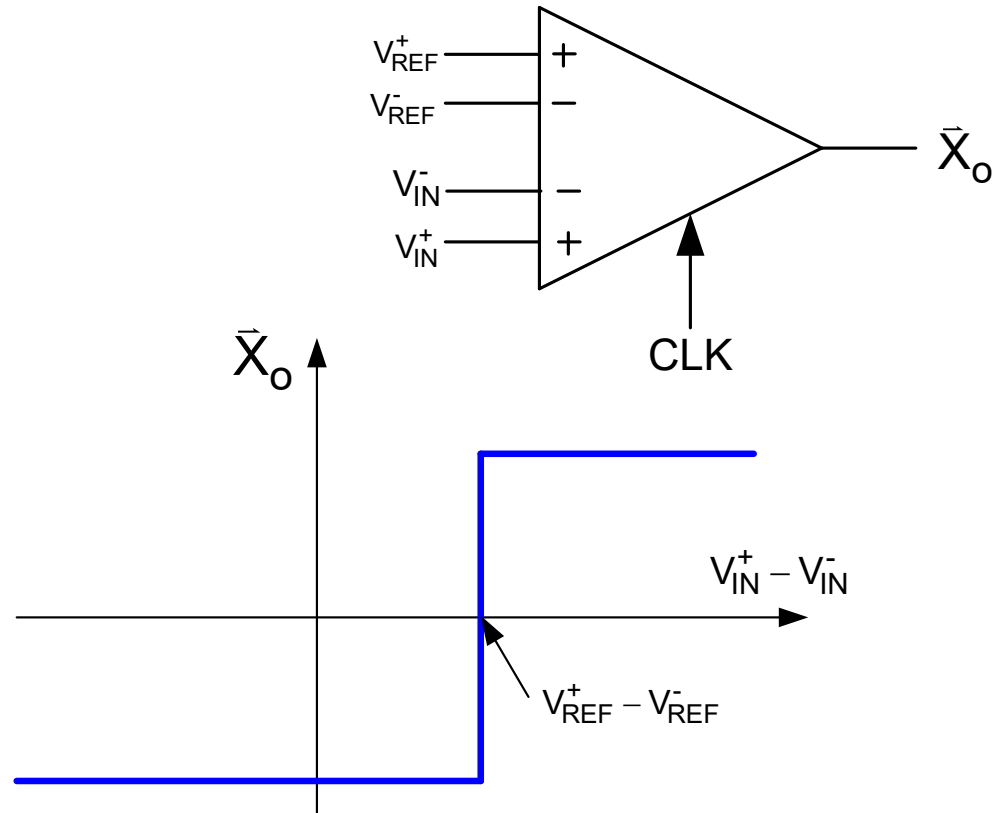 V⁺REF +
V⁻REF −
V⁻IN −
V⁺IN +
X⃗o
CLK
X⃗o
V⁺IN − V⁻IN
V⁺REF − V⁻REF